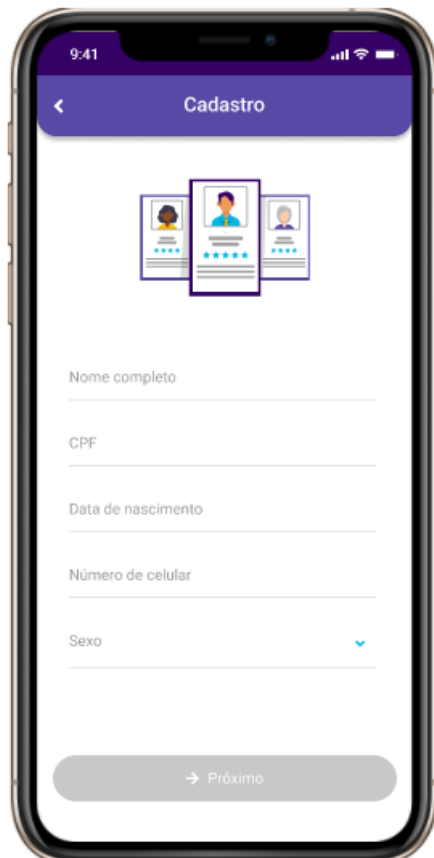 9:41
Cadastro
Nome completo
CPF
Data de nascimento
Número de celular
Sexo
Próximo